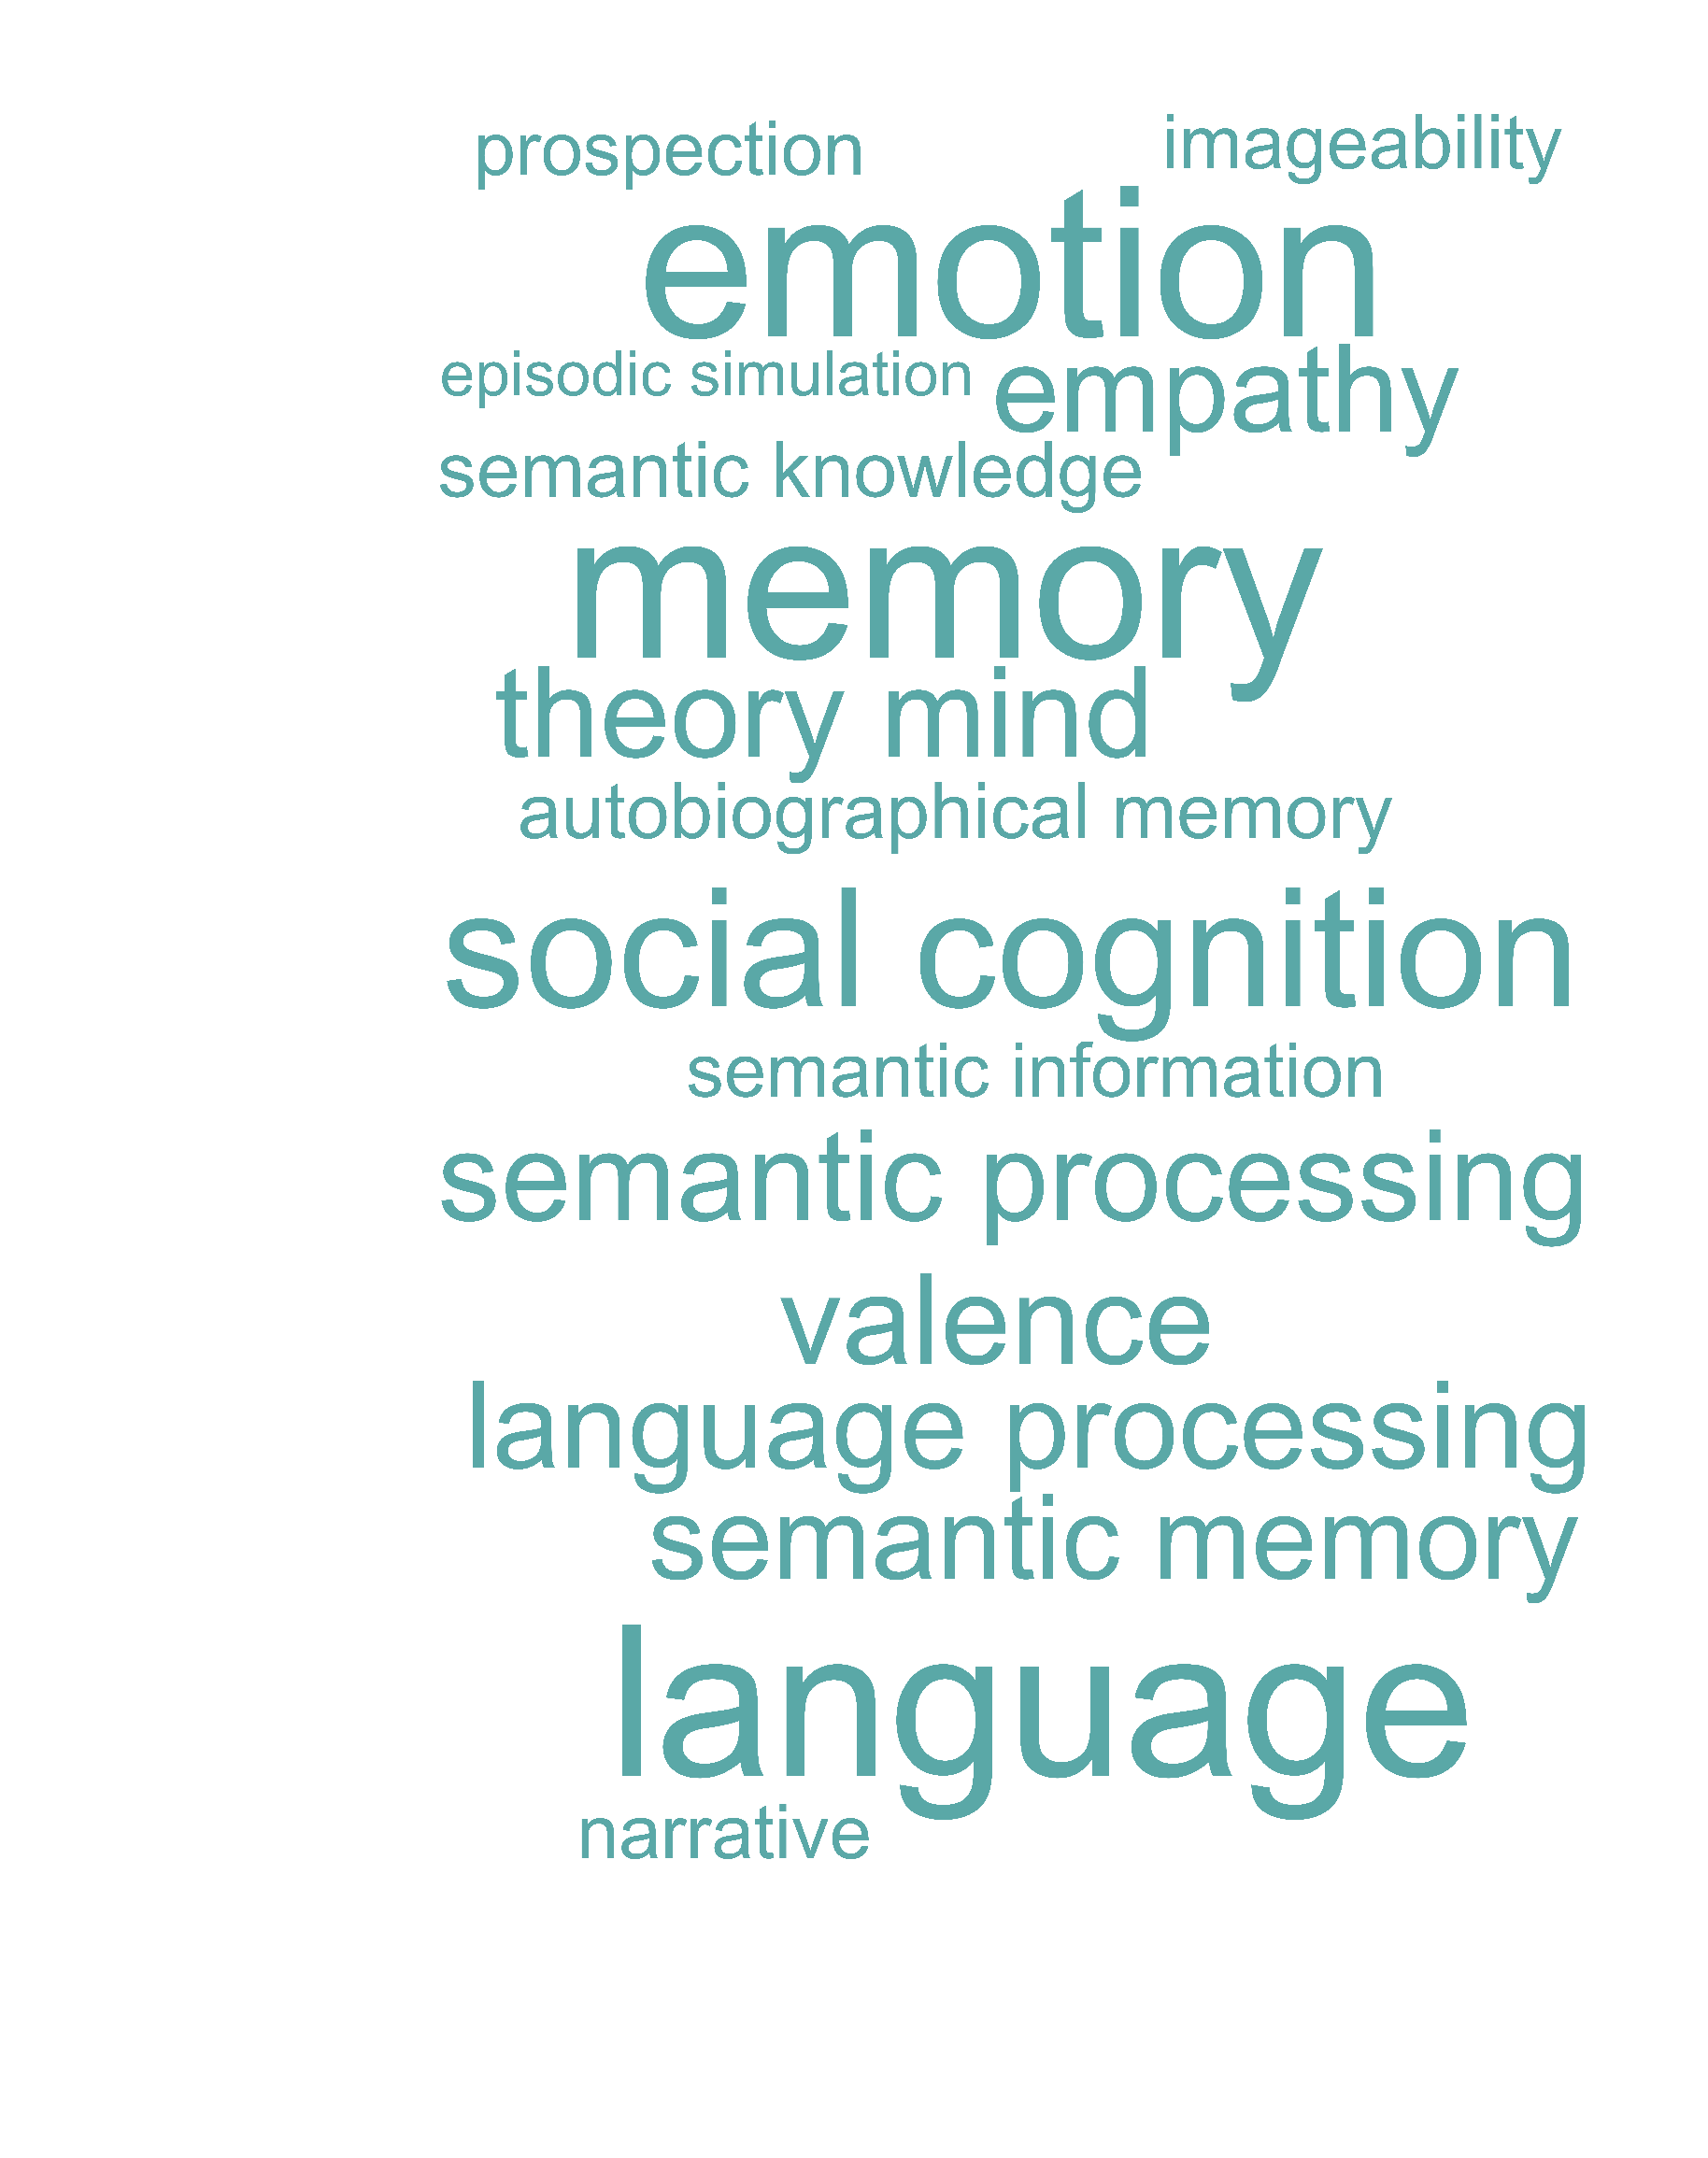 prospection imageability
emotion
episodic simulation empathy
semantic knowledge
memory
theory mind
autobiographical memory
social cognition
semantic information
semantic processing
valence
language processing
semantic memory
language
narrative